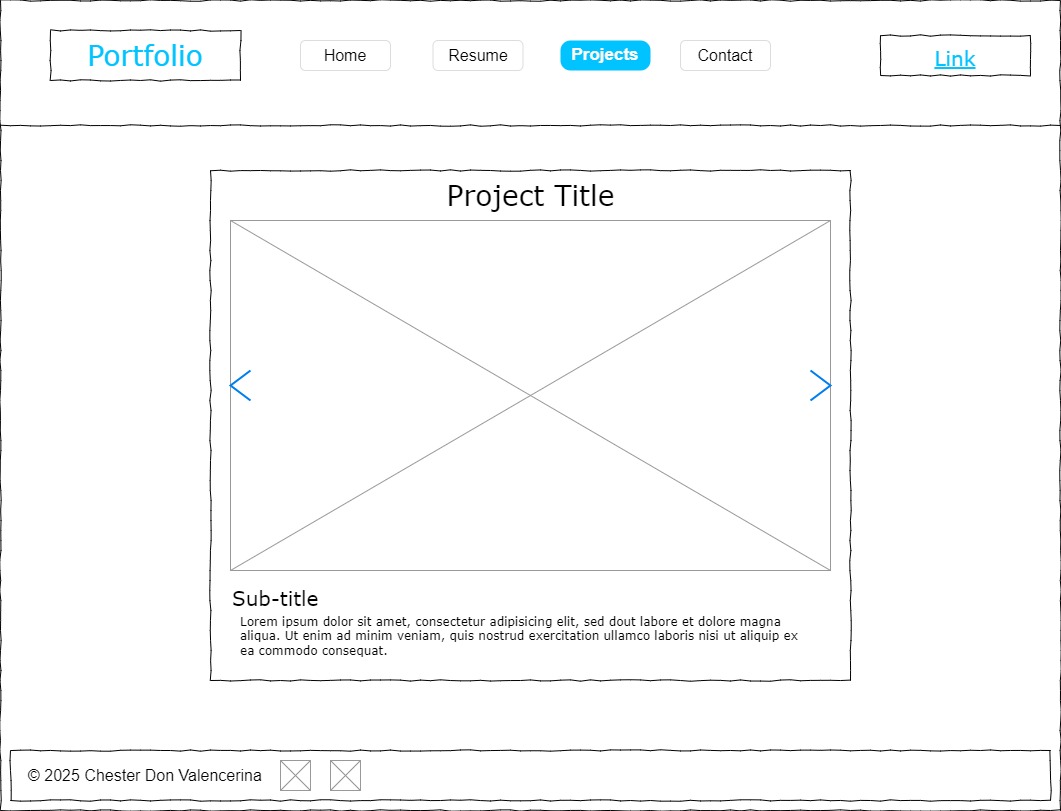 Portfolio
Home
Resume
Projects
Contact
Link
Project Title
Sub-title
Lorem ipsum dolor sit amet, consectetur adipisicing elit, sed dout labore et dolore magna
aliqua. Ut enim ad minim veniam, quis nostrud exercitation ullamco laboris nisi ut aliquip ex
ea commodo consequat.
© 2025 Chester Don Valencerina